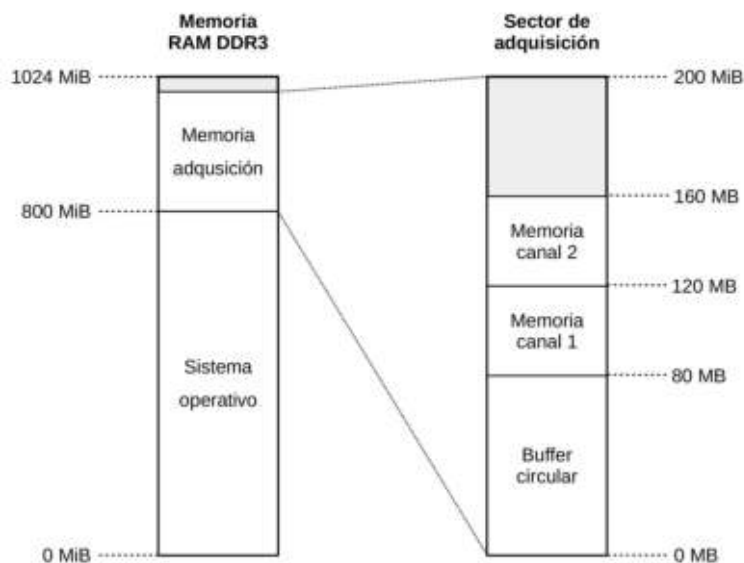 Memoria
RAM DDR3
1024 MiB
Memoria
adqusición
800 MiB
Sistema
operativo
0 MiB
Sector de
adquisición
200 MiB
160 MB
Memoria
canal 2
120 MB
Memoria
canal 1
80 MB
Buffer
circular
0 MB